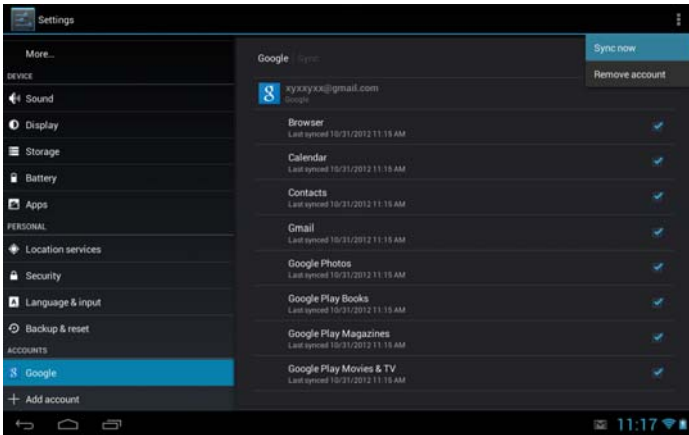 Settings
More...
DEVICE
Sound
Display
Storage
Battery
Apps
PERSONAL
Location services
Security
Language & input
Backup & reset
ACCOUNTS
Google
Add account
Google Sync
Sync now
Remove account
xyxxyxx@gmail.com
Google
Browser
Last synced 10/31/2012 11:15 AM
Calendar
Last synced 10/31/2012 11:15 AM
Contacts
Last synced 10/31/2012 11:15 AM
Gmail
Last synced 10/31/2012 11:15 AM
Google Photos
Last synced 10/31/2012 11:15 AM
Google Play Books
Last synced 10/31/2012 11:15 AM
Google Play Magazines
Last synced 10/31/2012 11:15 AM
Google Play Movies & TV
Last synced 10/31/2012 11:15 AM
11:17